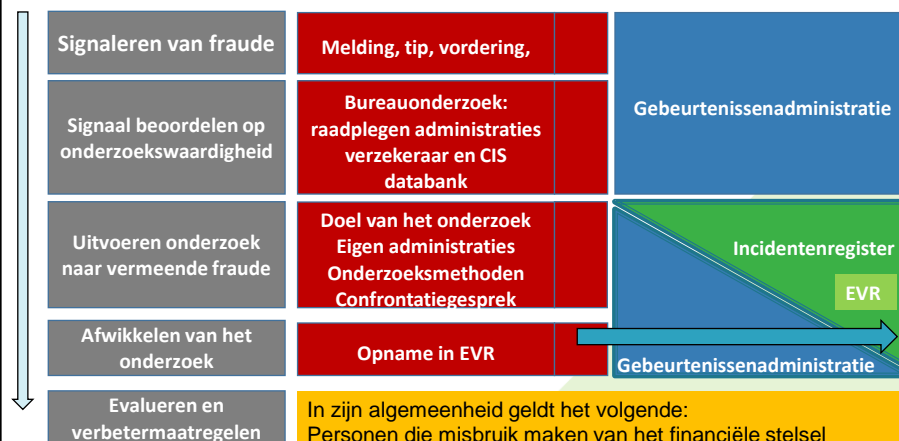 Signaleren van fraude
Melding, tip, vordering,
Gebeurtenissenadministratie
Signaal beoordelen op
onderzoekswaardigheid
Bureauonderzoek:
raadplegen administraties
verzekeraar en CIS
databank
Uitvoeren onderzoek
naar vermeende fraude
Doel van het onderzoek
Eigen administraties
Onderzoeksmethoden
Confrontatiegesprek
Incidentenregister
EVR
Afwikkelen van het
onderzoek
Opname in EVR
Gebeurtenissenadministratie
Evalueren en
verbetermaatregelen
In zijn algemeenheid geldt het volgende:
Personen die misbruik maken van het financiële stelsel